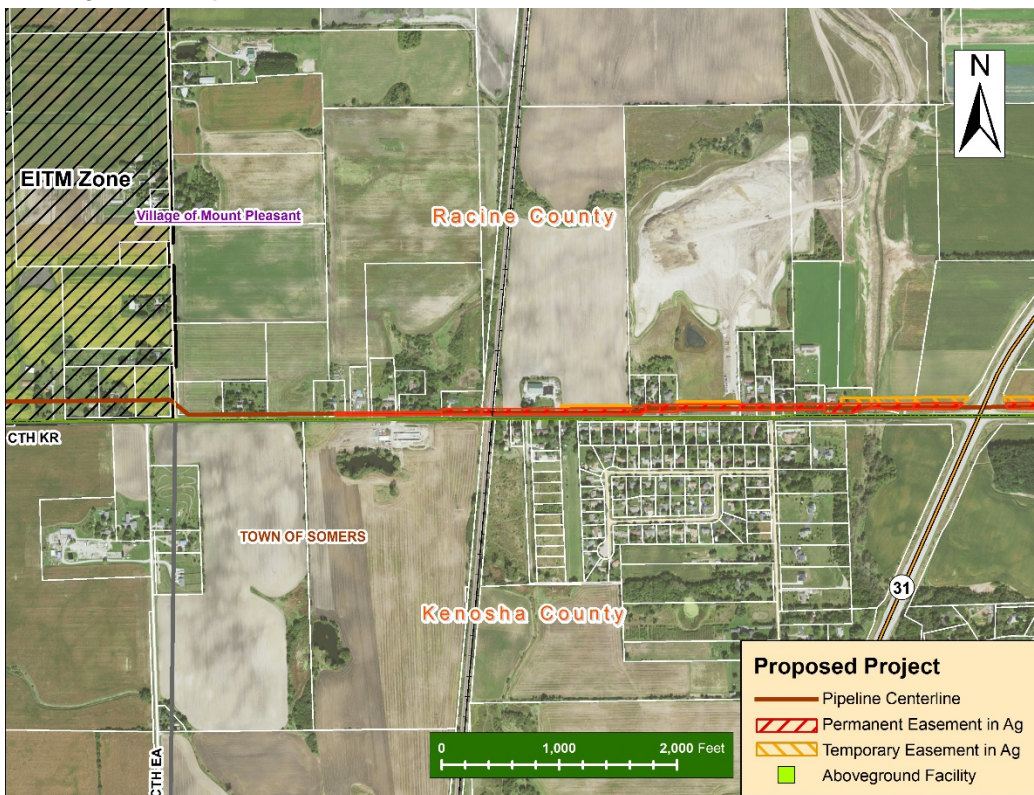 N
EITM Zone
Village of Mount Pleasant
Racine County
CTH KR
TOWN OF SOMERS
31
Kenosha County
CTH EA
0 1,000 2,000 Feet
Proposed Project
Pipeline Centerline
Permanent Easement in Ag
Temporary Easement in Ag
Aboveground Facility